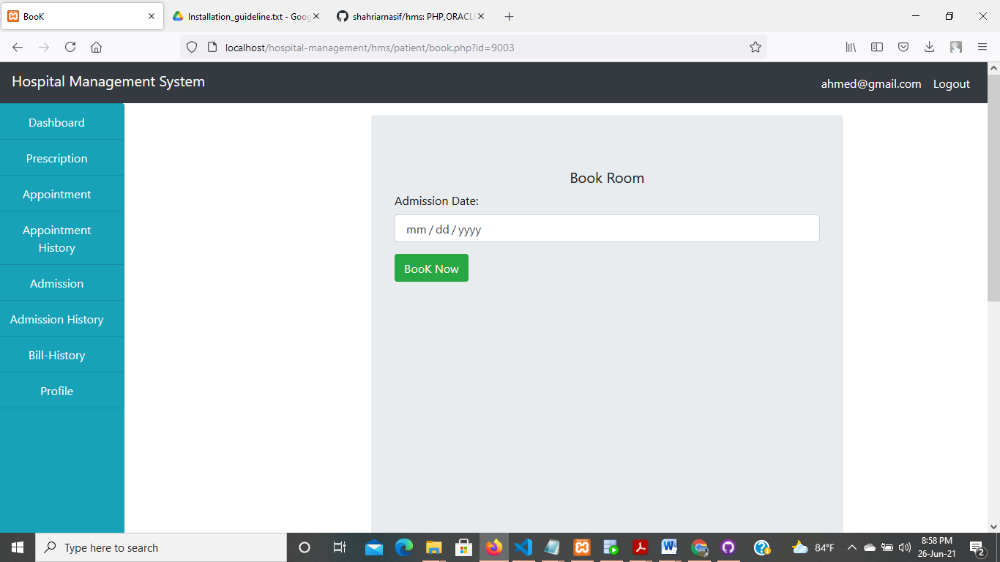 BooK
Installation_guideline.txt - Goog
shahriarnasif/hms: PHP,ORACLE
localhost/hospital-management/hms/patient/book.php?id=9003
Hospital Management System
ahmed@gmail.com Logout
Dashboard
Prescription
Appointment
Appointment
History
Admission
Admission History
Bill-History
Profile
Book Room
Admission Date:
mm / dd / yyyy
BooK Now
Type here to search
84°F
8:58 PM
26-Jun-21
2